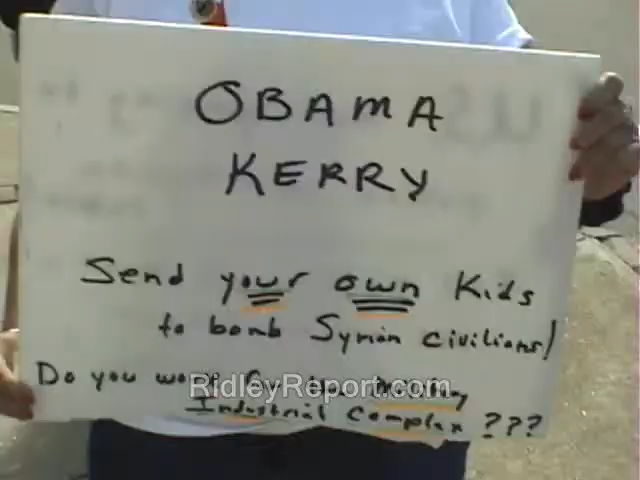 OBAMA
KERRY
Send your own Kids
to bomb Syrian civilians!
Do you work for the
RidleyReport.com
Industrial Complex ???